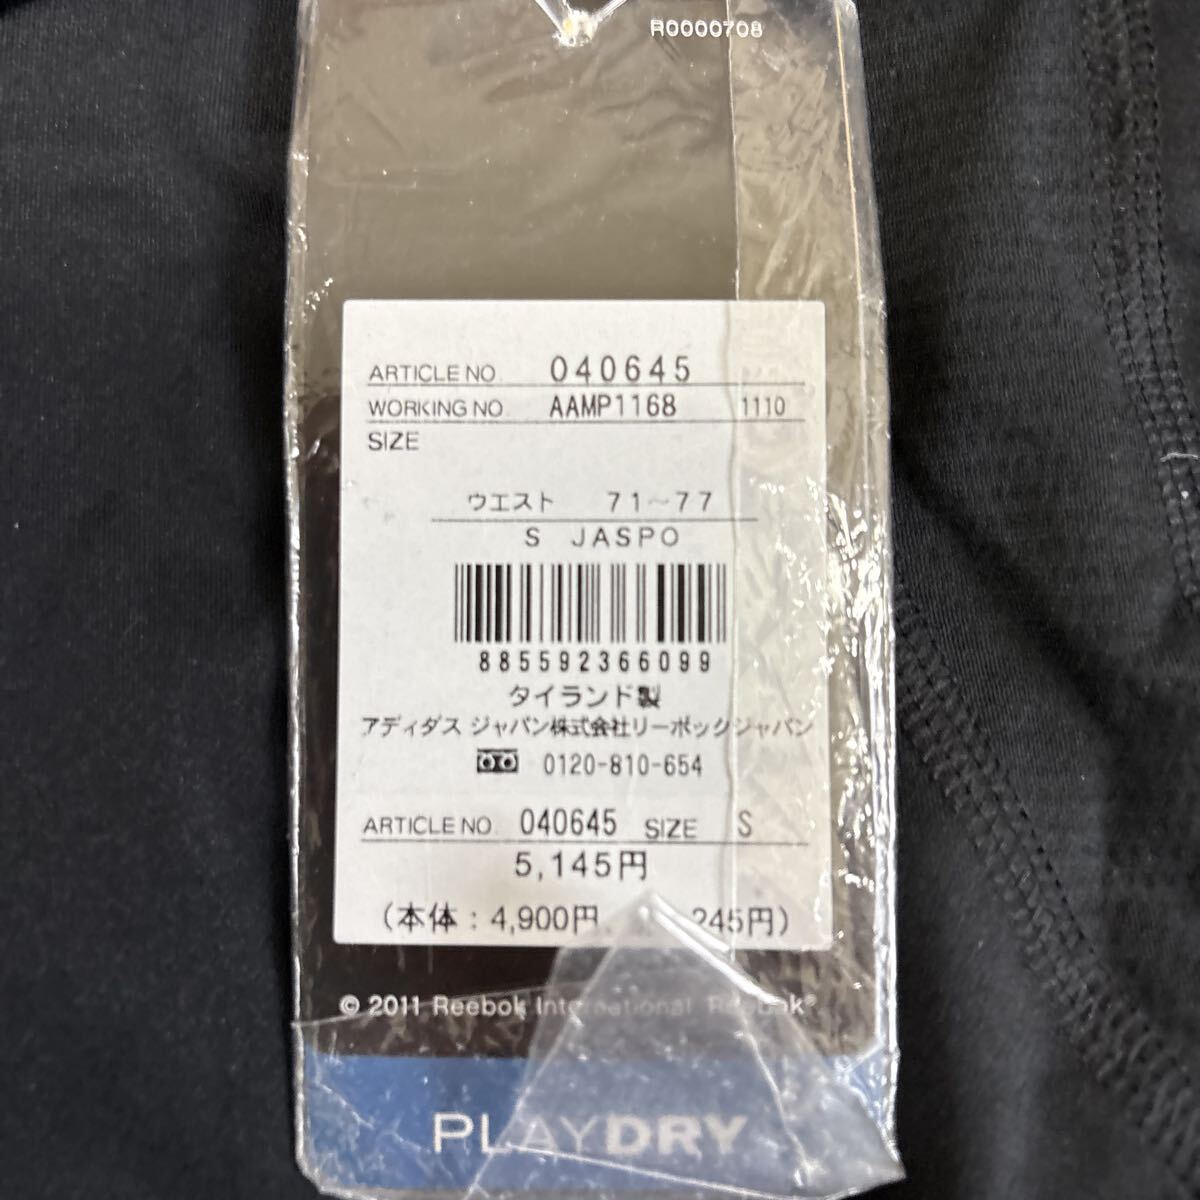 R0000708
ARTICLE NO. 040645
WORKING NO. AAMP1168 1110
SIZE
ウエスト 71～77
S JASPO
885592366099
タイランド製
アディダス ジャパン株式会社リーボックジャパン
0120-810-654
ARTICLE NO. 040645 SIZE S
5,145円
(本体:4,900円、 245円)
© 2011 Reebok International Reebok®
PLAYDRY